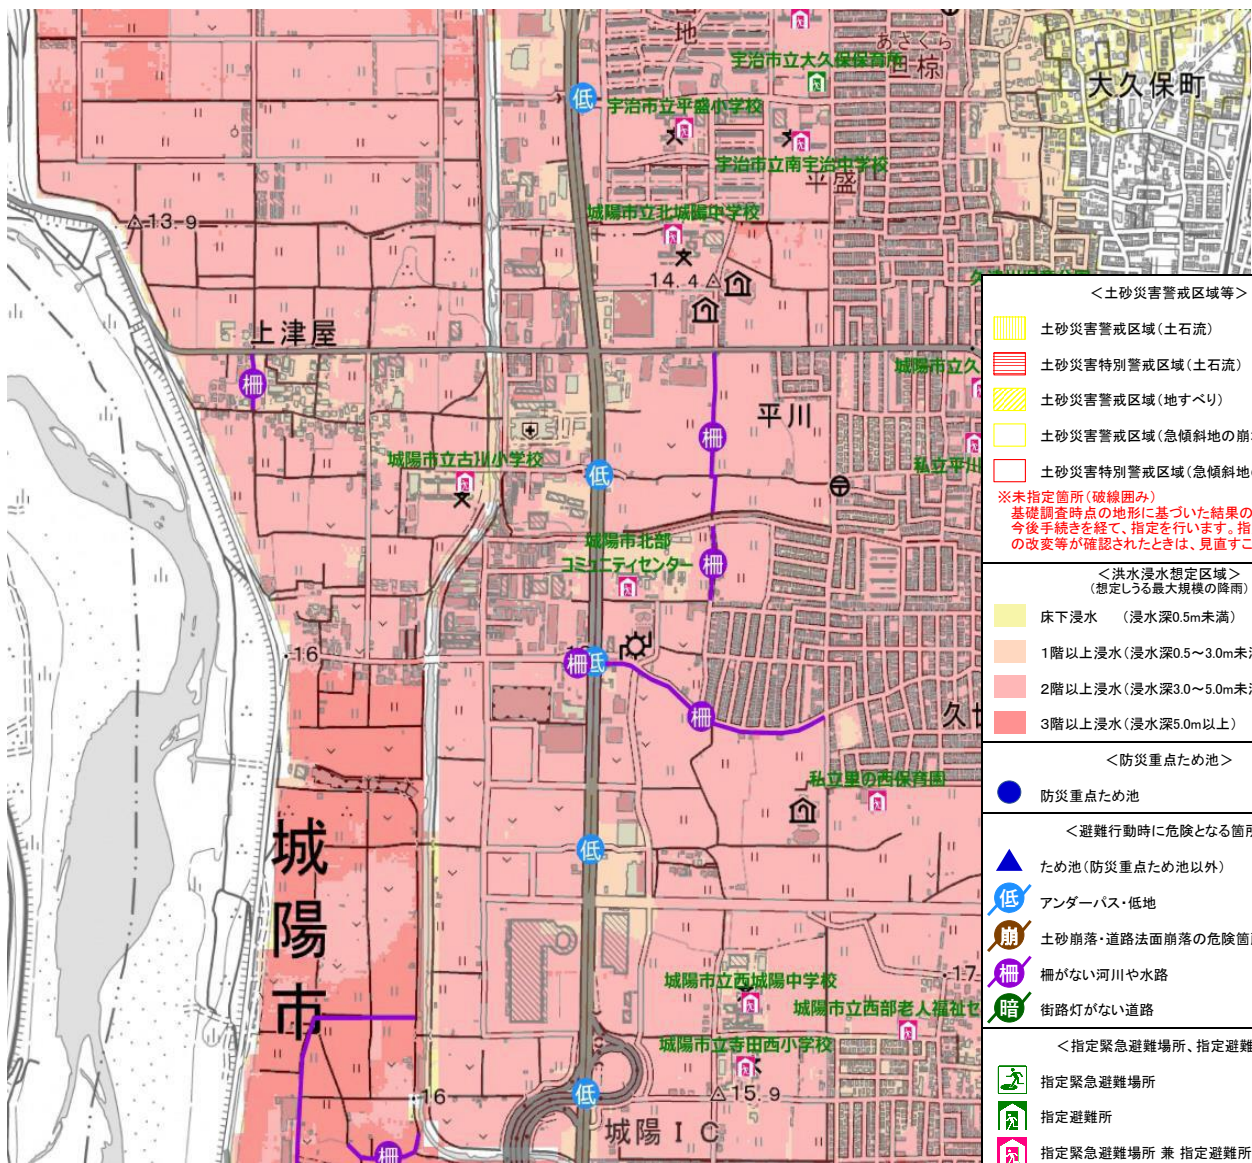 地
あさくら
旦椋
宇治市立大久保保育所
大久保町
低
宇治市立平盛小学校
宇治市立南宇治中学校
平盛
城陽市立北城陽中学校
13.9
14.4
上津屋
柵
城陽市立久
平川
柵
城陽市立古川小学校
低
私立平川
城陽市北部
コミュニティセンター
柵
16
柵
低
柵
久世
私立里の西保育園
低
城陽市
城陽市立西城陽中学校
17
城陽市立西部老人福祉セ
城陽市立寺田西小学校
低
15.9
16
城陽IC
柵
＜土砂災害警戒区域等＞
土砂災害警戒区域（土石流）
土砂災害特別警戒区域（土石流）
土砂災害警戒区域（地すべり）
土砂災害警戒区域（急傾斜地の崩
土砂災害特別警戒区域（急傾斜地
※未指定箇所（破線囲み）
基礎調査時点の地形に基づいた結果の
今後手続きを経て、指定を行います。指
の改変等が確認されたときは、見直すこ
＜洪水浸水想定区域＞
（想定しうる最大規模の降雨）
床下浸水　（浸水深0.5m未満）
1階以上浸水（浸水深0.5～3.0m未満
2階以上浸水（浸水深3.0～5.0m未満
3階以上浸水（浸水深5.0m以上）
＜防災重点ため池＞
防災重点ため池
＜避難行動時に危険となる箇所
ため池（防災重点ため池以外）
低 アンダーパス・低地
崩 土砂崩落・道路法面崩落の危険箇所
柵 柵がない河川や水路
暗 街路灯がない道路
＜指定緊急避難場所、指定避難
指定緊急避難場所
指定避難所
指定緊急避難場所 兼 指定避難所